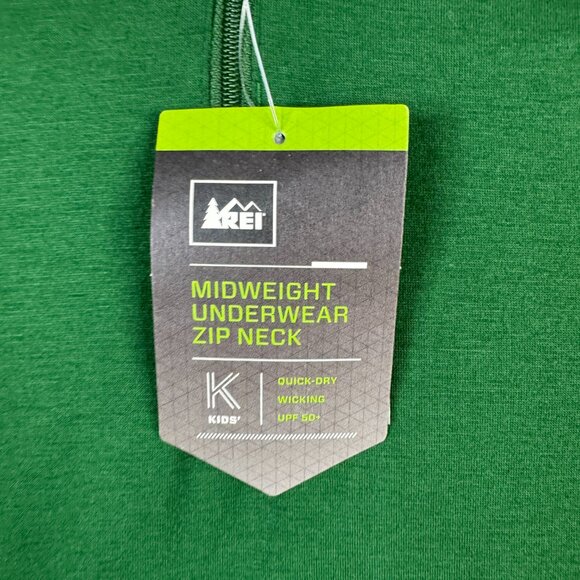 REI
MIDWEIGHT
UNDERWEAR
ZIP NECK
K
KIDS'
QUICK-DRY
WICKING
UPF 50+